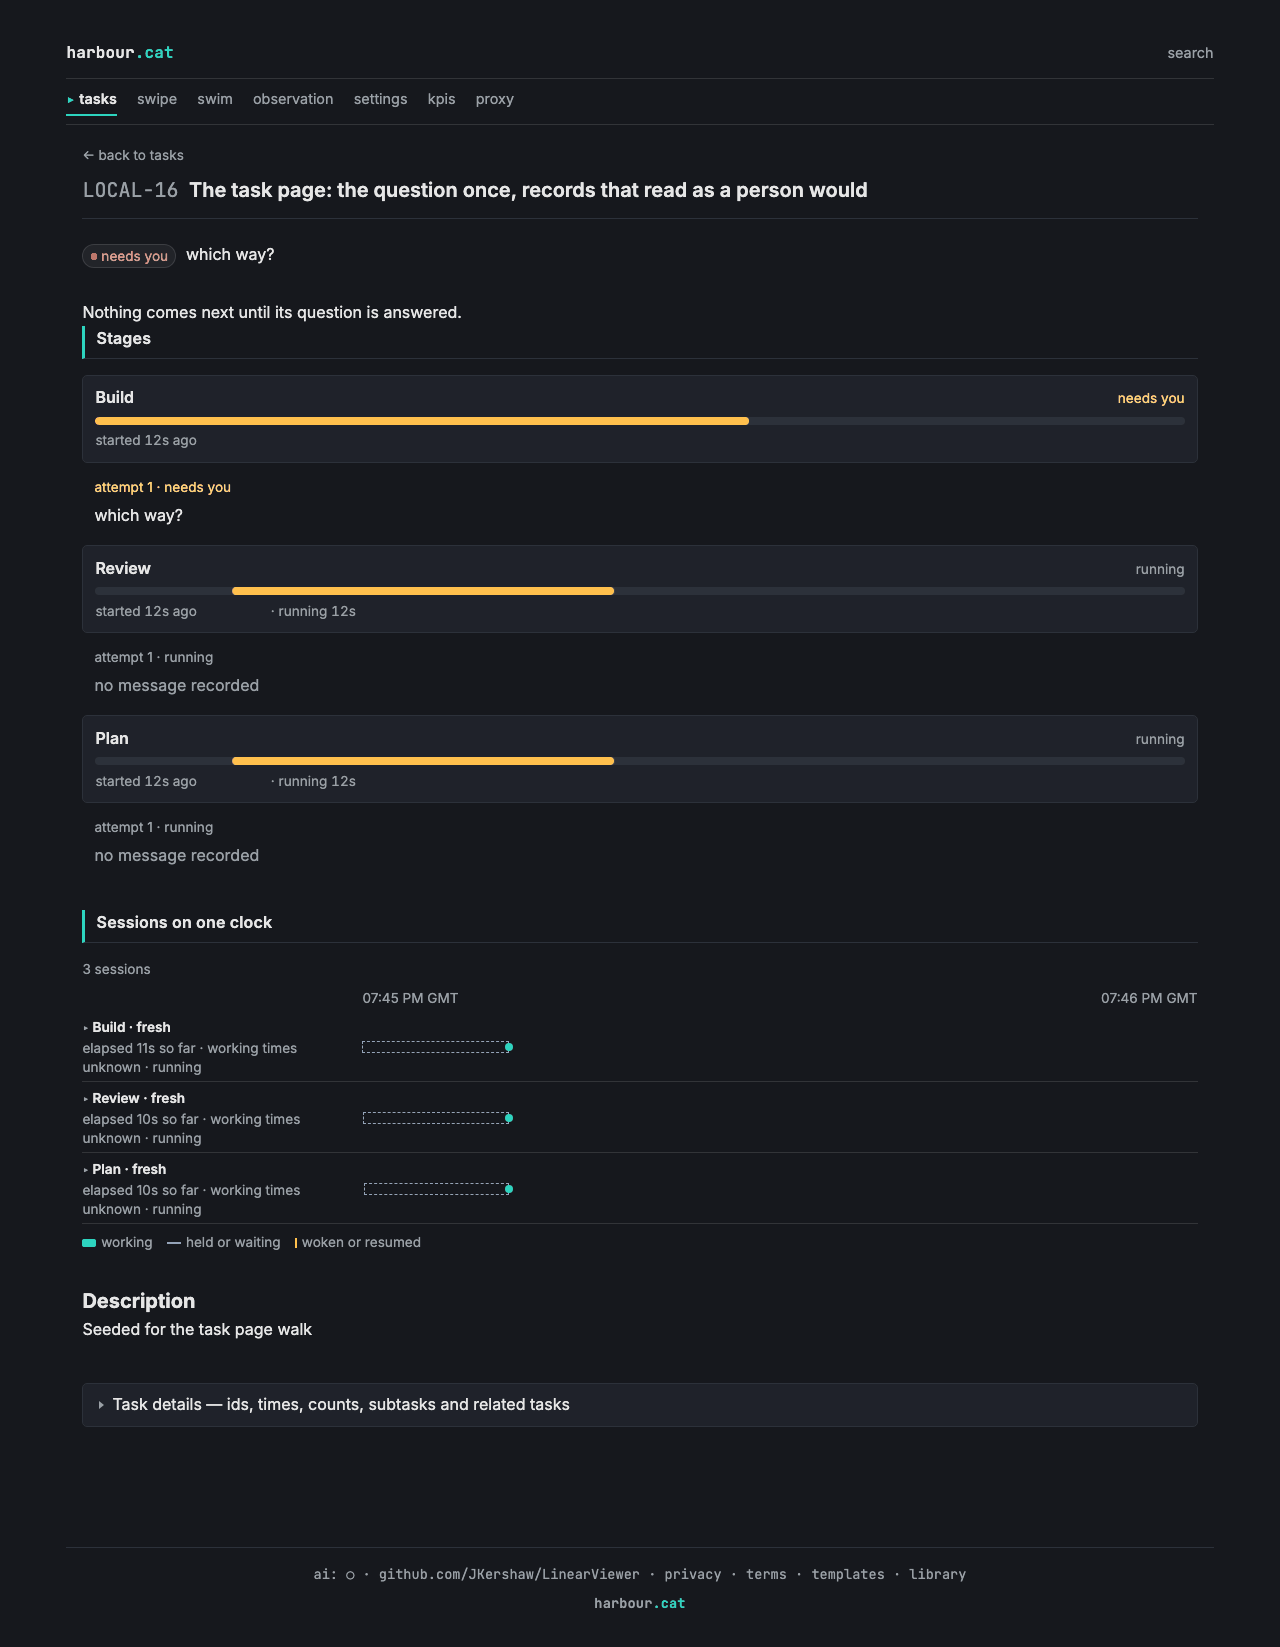 harbour.cat
search
▸ tasks swipe swim observation settings kpis proxy
← back to tasks
LOCAL-16 The task page: the question once, records that read as a person would
needs you which way?
Nothing comes next until its question is answered.
Stages
Build needs you
started 12s ago
attempt 1 · needs you
which way?
Review running
started 12s ago · running 12s
attempt 1 · running
no message recorded
Plan running
started 12s ago · running 12s
attempt 1 · running
no message recorded
Sessions on one clock
3 sessions
07:45 PM GMT 07:46 PM GMT
▸ Build · fresh
elapsed 11s so far · working times
unknown · running
▸ Review · fresh
elapsed 10s so far · working times
unknown · running
▸ Plan · fresh
elapsed 10s so far · working times
unknown · running
working held or waiting woken or resumed
Description
Seeded for the task page walk
▸ Task details — ids, times, counts, subtasks and related tasks
ai: ○ · github.com/JKershaw/LinearViewer · privacy · terms · templates · library
harbour.cat